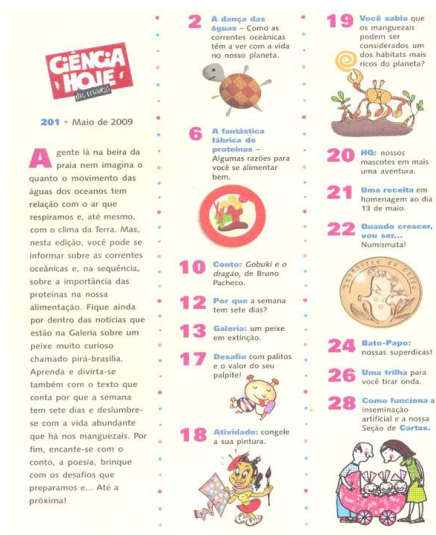 CIÊNCIA
HOJE
das crianças
201 • Maio de 2009
A gente lá na beira da
praia nem imagina o
quanto o movimento das
águas dos oceanos tem
relação com o ar que
respiramos e, até mesmo,
com o clima da Terra. Mas,
nesta edição, você pode se
informar sobre as correntes
oceânicas e, na sequência,
sobre a importância das
proteínas na nossa
alimentação. Fique ainda
por dentro das notícias que
estão na Galeria sobre um
peixe muito curioso
chamado pirá-brasília.
Aprenda e divirta-se
também com o texto que
conta por que a semana
tem sete dias e deslumbre-
se com a vida abundante
que há nos manguezais. Por
fim, encante-se com o
conto, a poesia, brinque
com os desafios que
preparamos e... Até a
próxima!
2 A dança das
águas – Como as
correntes oceânicas
têm a ver com a vida
no nosso planeta.
6 A fantástica
fábrica de
proteínas –
Algumas razões para
você se alimentar
bem.
10 Conto: Gobuki e o
dragão, de Bruno
Pacheco.
12 Por que a semana
tem sete dias?
13 Galeria: um peixe
em extinção.
17 Desafio com palitos
e o valor do seu
palpite!
18 Atividade: congele
a sua pintura.
19 Você sabia que
os manguezais
podem ser
considerados um
dos hábitats mais
ricos do planeta?
20 HQ: nossos
mascotes em mais
uma aventura.
21 Uma receita em
homenagem ao dia
13 de maio.
22 Quando crescer,
vou ser...
Numismata!
24 Bate-Papo:
nossas superdicas!
26 Uma trilha para
você tirar onda.
28 Como funciona a
inseminação
artificial e a nossa
Seção de Cartas.